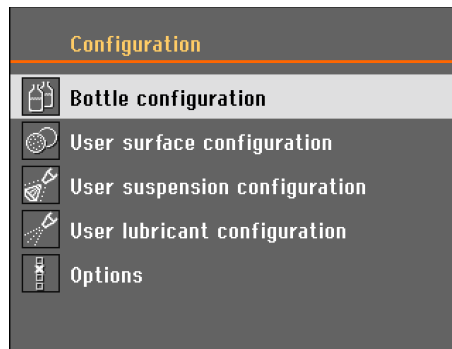 Configuration
Bottle configuration
User surface configuration
User suspension configuration
User lubricant configuration
Options